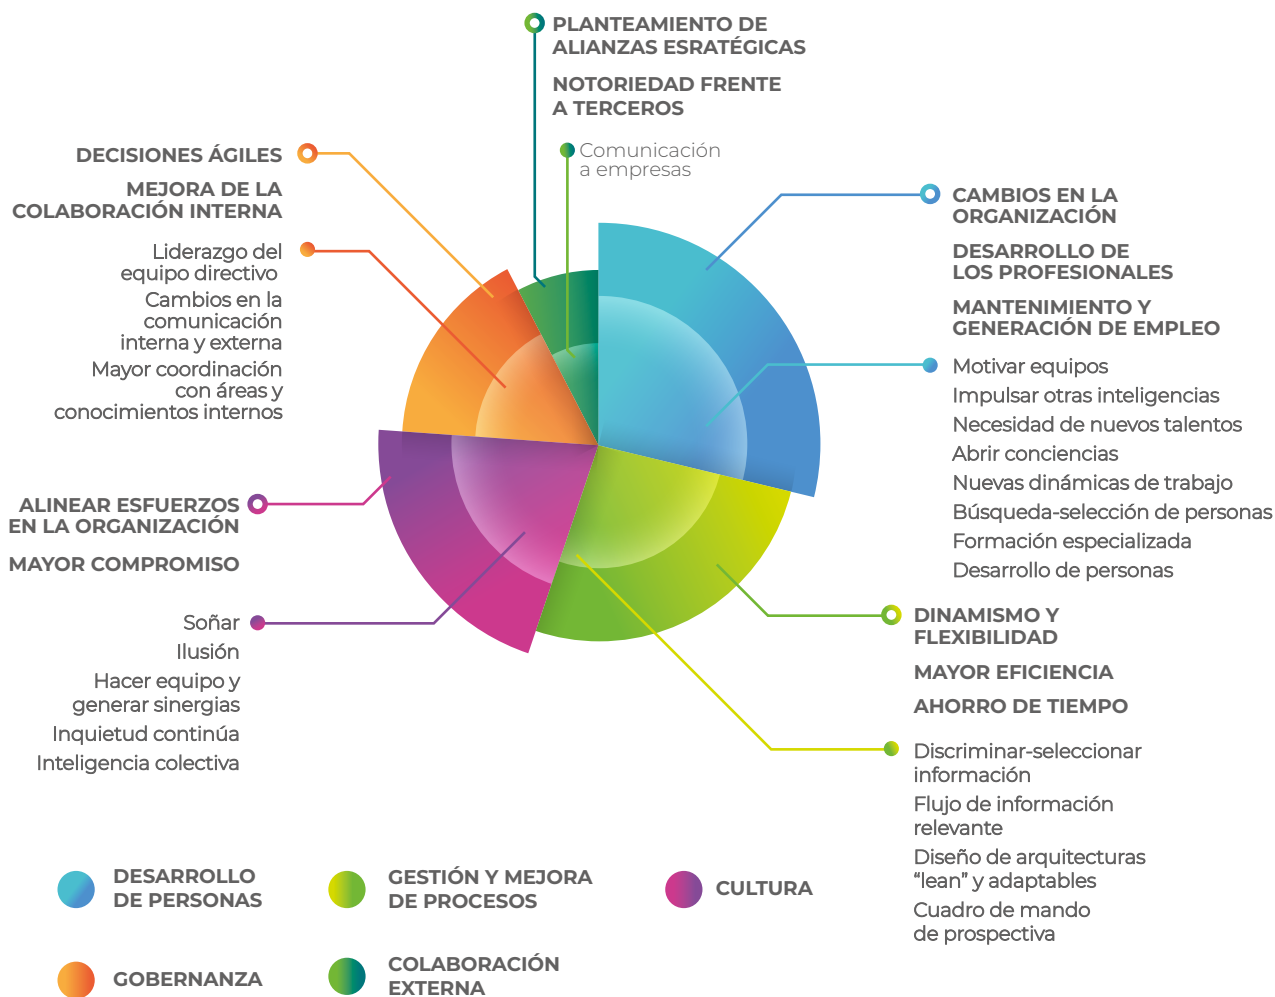 PLANTEAMIENTO DE
ALIANZAS ESRATÉGICAS
NOTORIEDAD FRENTE
A TERCEROS
Comunicación
a empresas
DECISIONES ÁGILES
MEJORA DE LA
COLABORACIÓN INTERNA
Liderazgo del
equipo directivo
Cambios en la
comunicación
interna y externa
Mayor coordinación
con áreas y
conocimientos internos
CAMBIOS EN LA
ORGANIZACIÓN
DESARROLLO DE
LOS PROFESIONALES
MANTENIMIENTO Y
GENERACIÓN DE EMPLEO
Motivar equipos
Impulsar otras inteligencias
Necesidad de nuevos talentos
Abrir conciencias
Nuevas dinámicas de trabajo
Búsqueda-selección de personas
Formación especializada
Desarrollo de personas
ALINEAR ESFUERZOS
EN LA ORGANIZACIÓN
MAYOR COMPROMISO
Soñar
Ilusión
Hacer equipo y
generar sinergias
Inquietud continúa
Inteligencia colectiva
DINAMISMO Y
FLEXIBILIDAD
MAYOR EFICIENCIA
AHORRO DE TIEMPO
Discriminar-seleccionar
información
Flujo de información
relevante
Diseño de arquitecturas
“lean” y adaptables
Cuadro de mando
de prospectiva
DESARROLLO
DE PERSONAS
GESTIÓN Y MEJORA
DE PROCESOS
CULTURA
GOBERNANZA
COLABORACIÓN
EXTERNA